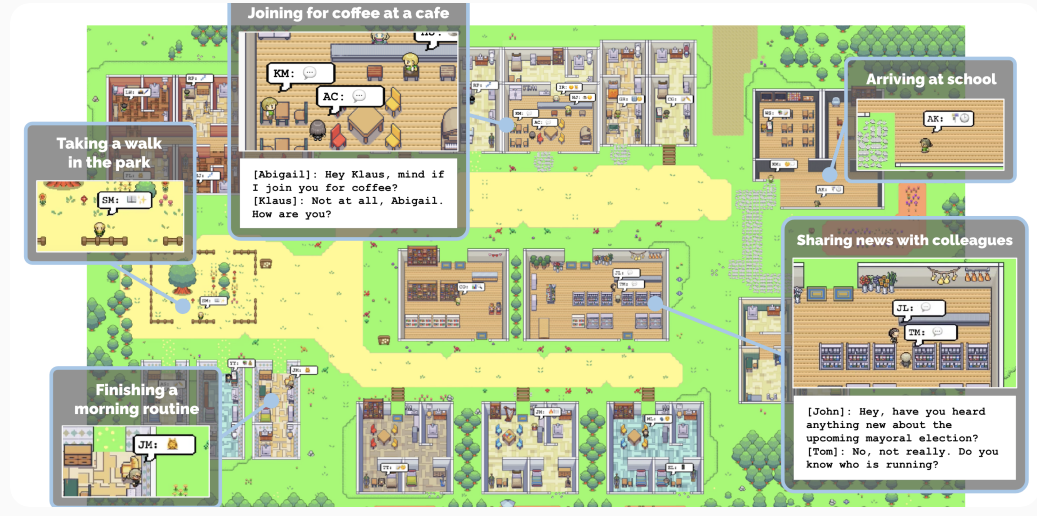 Joining for coffee at a cafe
KM:
AC:
[Abigail]: Hey Klaus, mind if
I join you for coffee?
[Klaus]: Not at all, Abigail.
How are you?
Taking a walk
in the park
SM:
Arriving at school
AK:
Sharing news with colleagues
JL:
TM:
[John]: Hey, have you heard
anything new about the
upcoming mayoral election?
[Tom]: No, not really. Do you
know who is running?
Finishing a
morning routine
JM: